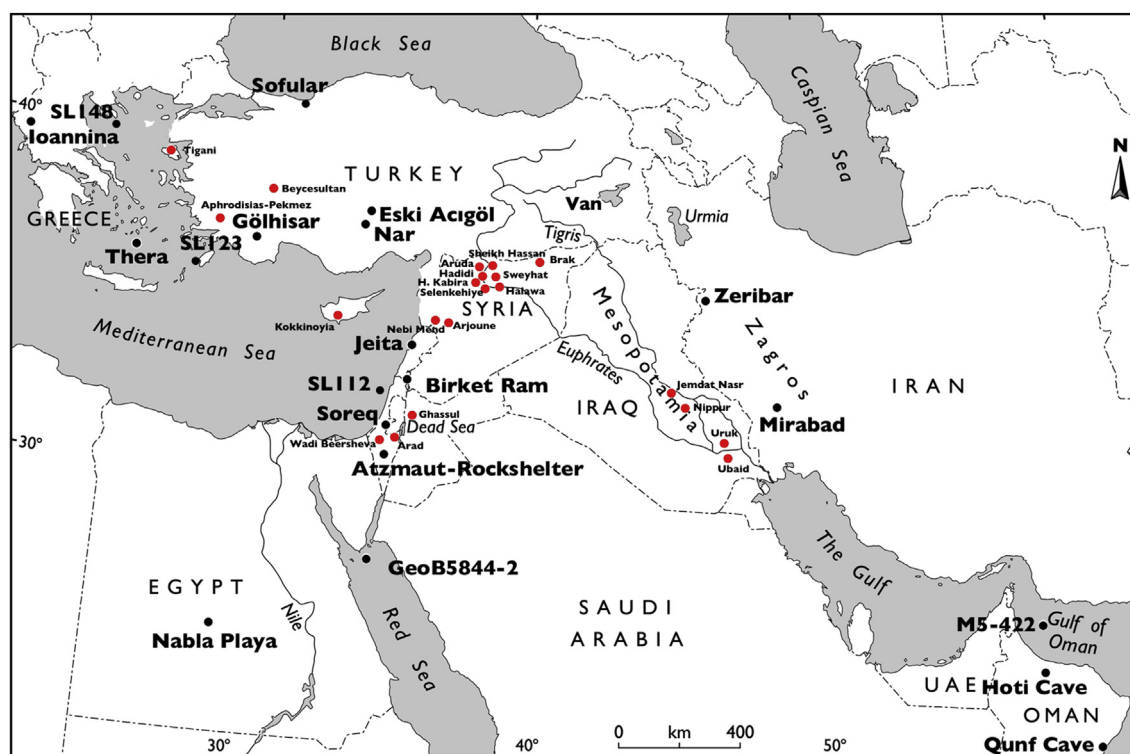 Black Sea
Caspian Sea
Sofular
40°
SL148
Ioannina
Tigani
N
TURKEY
Beycesultan
Aphrodisias-Pekmez
GREECE
Gölhisar
Eski Acıgöl
Nar
Van
Urmia
Thera
SL123
Tigris
Sheikh Hassan
Aruda
Brak
Hadidi
Sweyhat
H. Kabira
Halawa
Selenkehiye
SYRIA
Mesopotamia
Zeribar
Zagros
Kokkinoyia
Nebi Mend
Arjoune
Mediterranean Sea
Jeita
Euphrates
SL112
Birket Ram
Jemdat Nasr
IRAN
IRAQ
Nippur
Mirabad
Soreq
Ghassul
Dead Sea
30°
Wadi Beersheva
Arad
Uruk
Ubaid
Atzmaut-Rockshelter
The Gulf
GeoB5844-2
EGYPT
Nile
Red Sea
SAUDI
ARABIA
Nabla Playa
M5-422
Gulf of
Oman
UAE
Hoti Cave
OMAN
Qunf Cave
30°
40°
0 km 400
50°